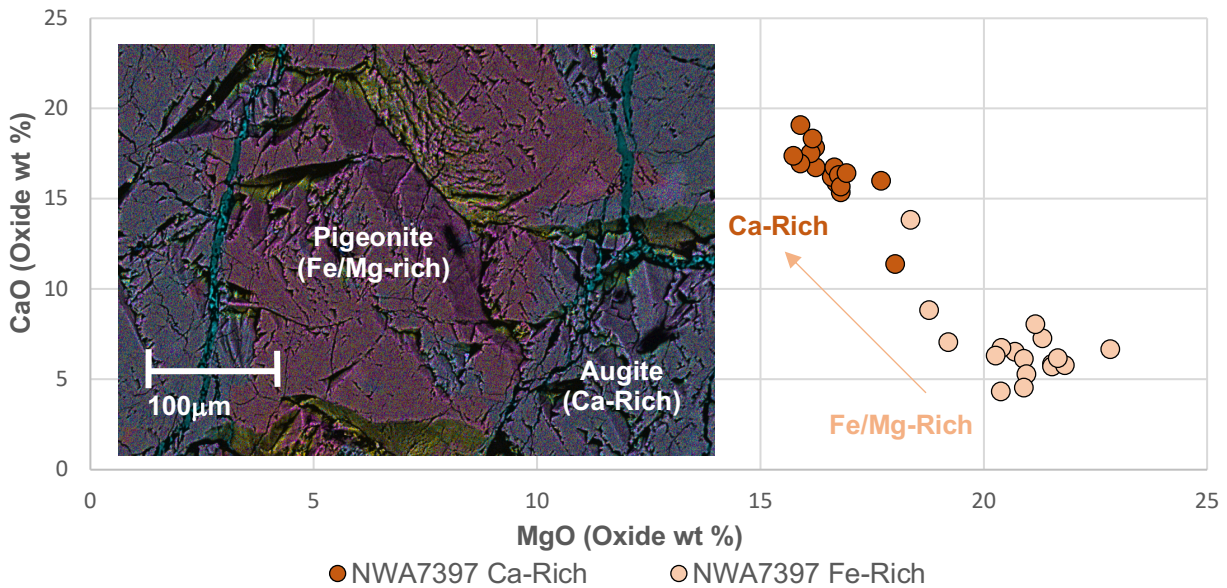 25
20
15
10
5
0
CaO (Oxide wt %)
Pigeonite
(Fe/Mg-rich)
Augite
(Ca-Rich)
100μm
Ca-Rich
Fe/Mg-Rich
0 5 10 15 20 25
MgO (Oxide wt %)
NWA7397 Ca-Rich NWA7397 Fe-Rich